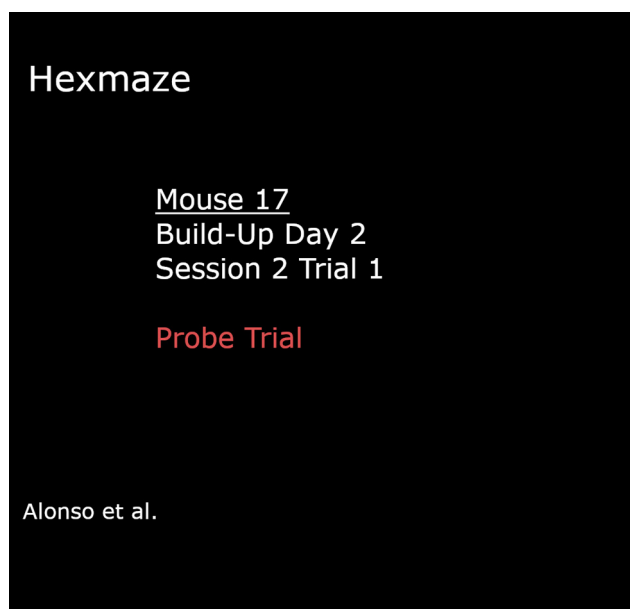 Hexmaze
Mouse 17
Build-Up Day 2
Session 2 Trial 1
Probe Trial
Alonso et al.